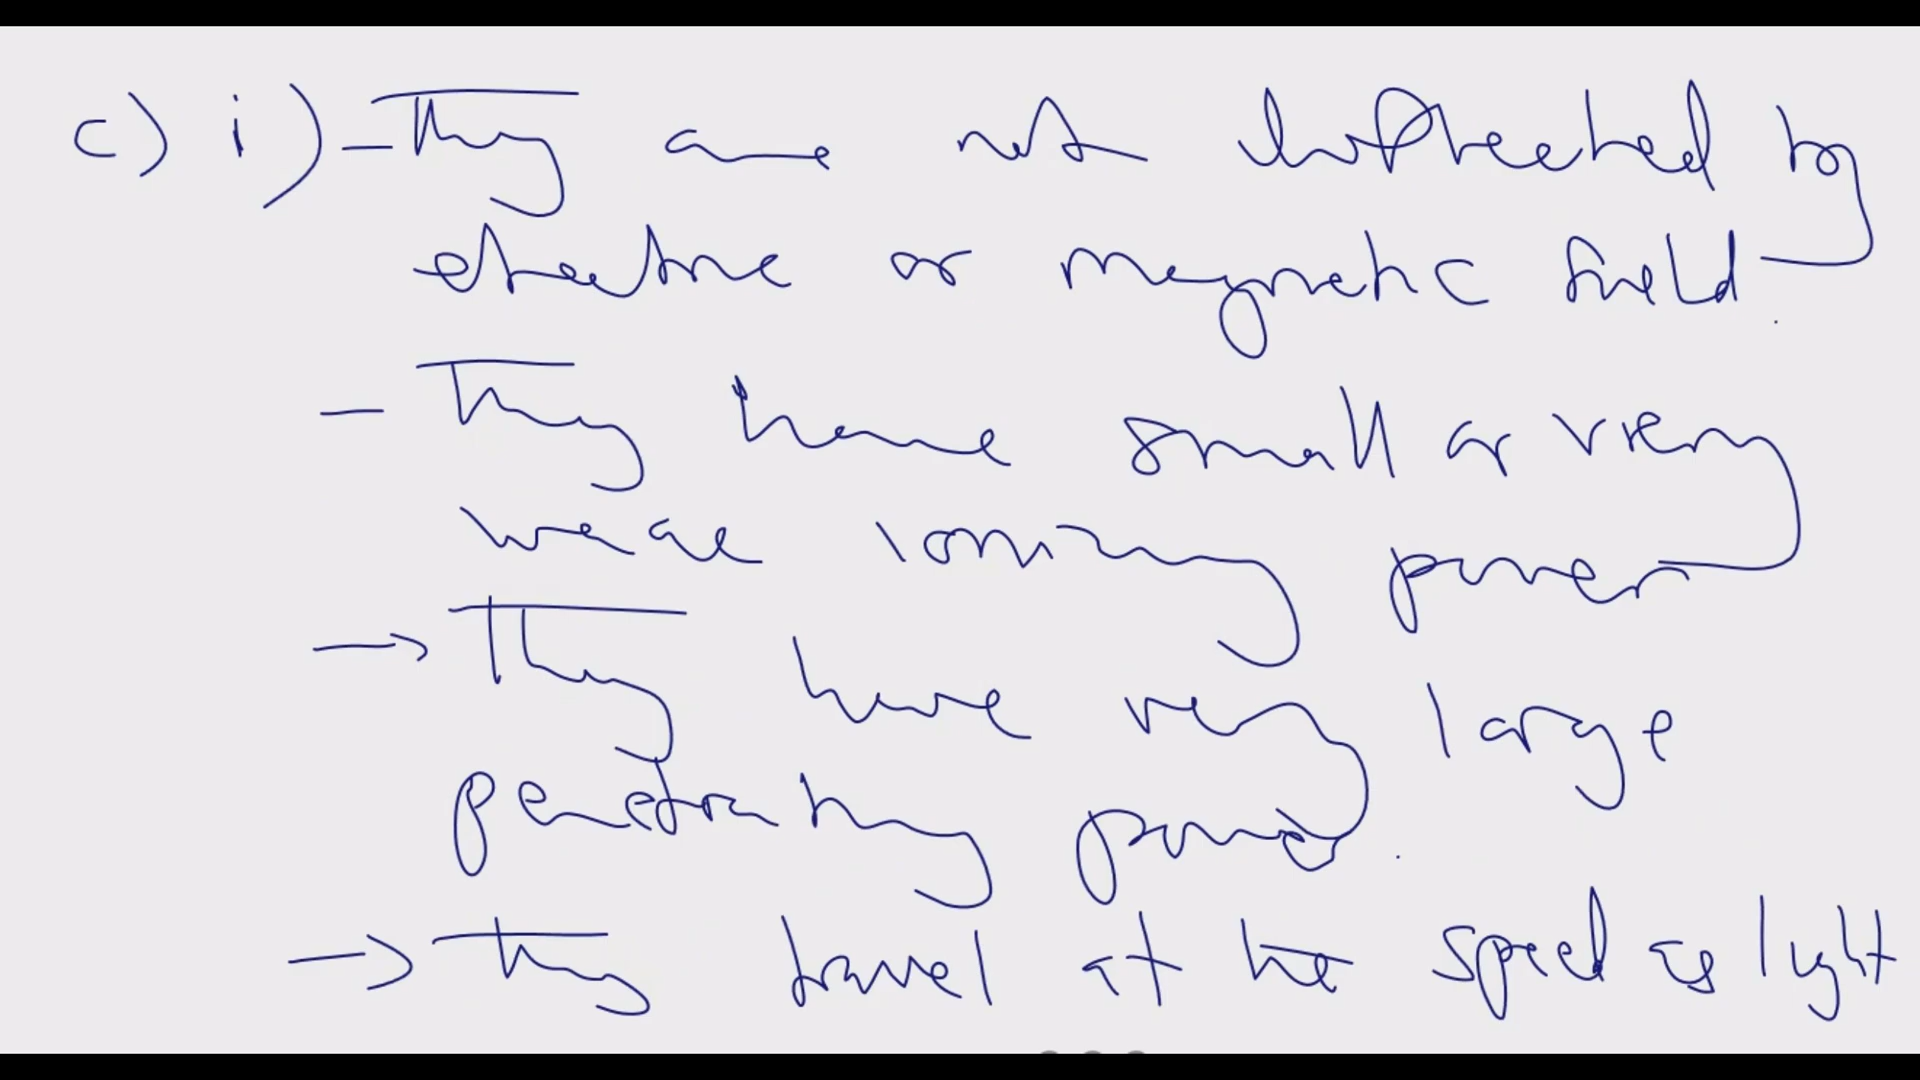 c) i) - They are not deflected by
electric or magnetic field.
- They have small or very
weak ionizing power
→ They have very large
penetrating power.
→ They travel at the speed as light